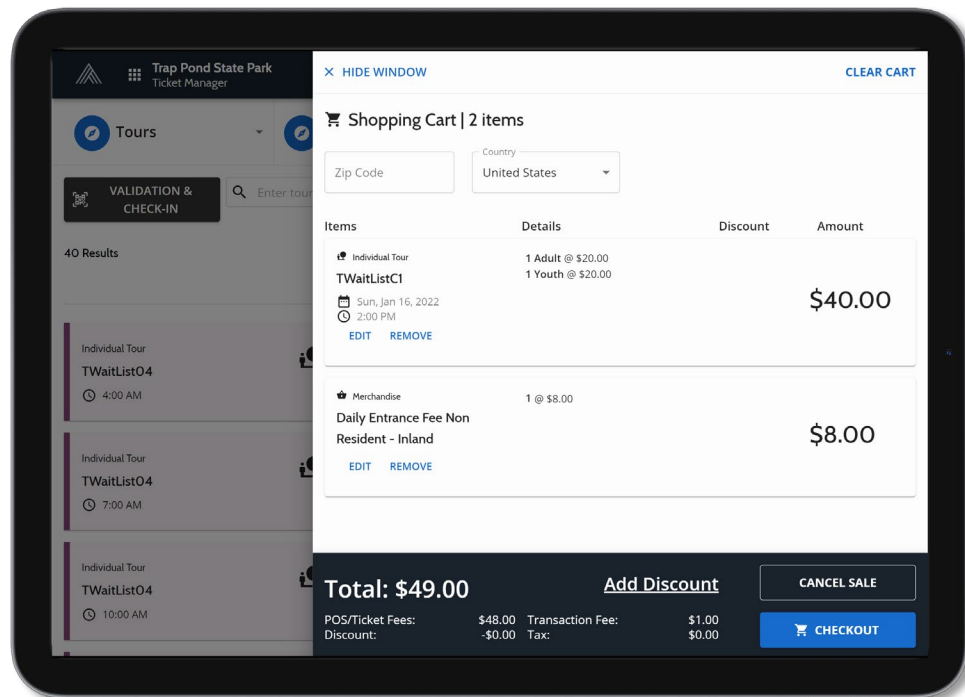 Trap Pond State Park
Ticket Manager
Tours
VALIDATION &
CHECK-IN
Enter tour
40 Results
Individual Tour
TWaitList04
4:00 AM
Individual Tour
TWaitList04
7:00 AM
Individual Tour
TWaitList04
10:00 AM
× HIDE WINDOW
CLEAR CART
Shopping Cart | 2 items
Zip Code
Country
United States
Items Details Discount Amount
Individual Tour
TWaitListC1
Sun, Jan 16, 2022
2:00 PM
EDIT REMOVE
1 Adult @ $20.00
1 Youth @ $20.00
$40.00
Merchandise
Daily Entrance Fee Non
Resident - Inland
EDIT REMOVE
1 @ $8.00
$8.00
Total: $49.00
Add Discount
CANCEL SALE
POS/Ticket Fees: $48.00 Transaction Fee: $1.00
Discount: -$0.00 Tax: $0.00
CHECKOUT